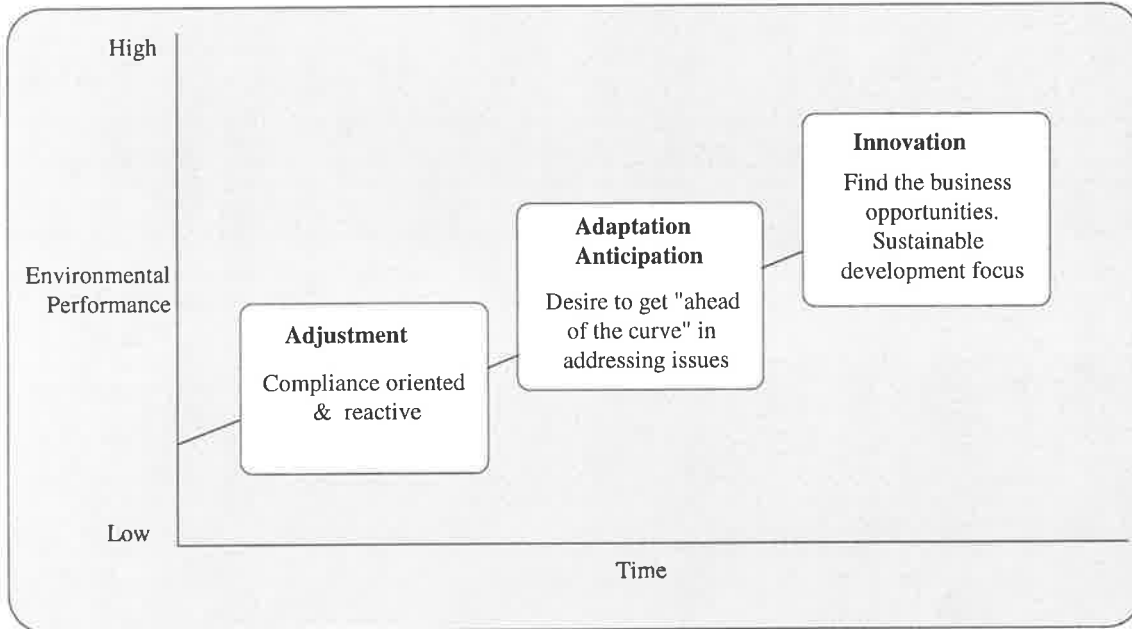 High
Innovation
Find the business
opportunities.
Sustainable
development focus
Adaptation
Anticipation
Desire to get "ahead
of the curve" in
addressing issues
Environmental
Performance
Adjustment
Compliance oriented
& reactive
Low
Time